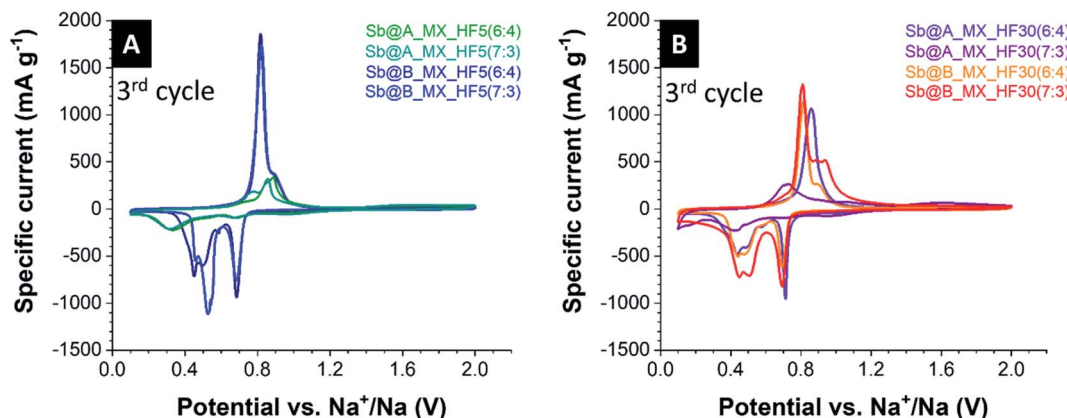 A
3rd cycle
Sb@A_MX_HF5(6:4)
Sb@A_MX_HF5(7:3)
Sb@B_MX_HF5(6:4)
Sb@B_MX_HF5(7:3)
Specific current (mA g⁻¹)
2000
1500
1000
500
0
-500
-1000
-1500
0.0 0.4 0.8 1.2 1.6 2.0
Potential vs. Na⁺/Na (V)
B
3rd cycle
Sb@A_MX_HF30(6:4)
Sb@A_MX_HF30(7:3)
Sb@B_MX_HF30(6:4)
Sb@B_MX_HF30(7:3)
Specific current (mA g⁻¹)
2000
1500
1000
500
0
-500
-1000
-1500
0.0 0.4 0.8 1.2 1.6 2.0
Potential vs. Na⁺/Na (V)